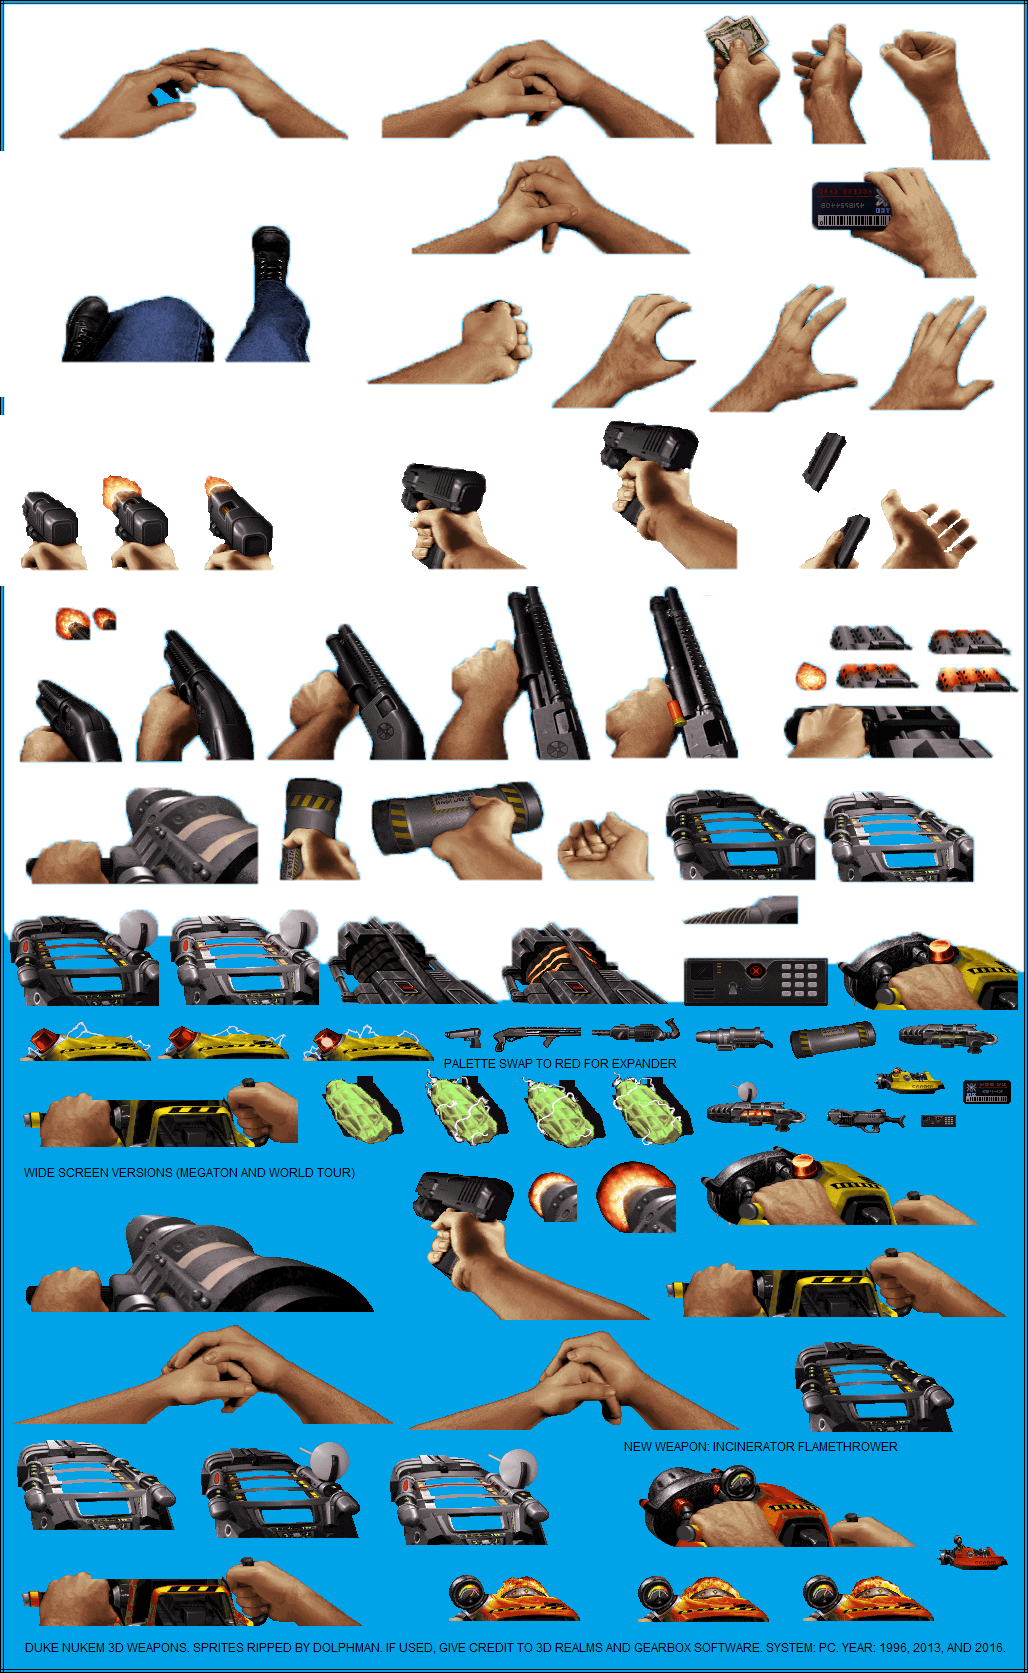 PALETTE SWAP TO RED FOR EXPANDER
WIDE SCREEN VERSIONS (MEGATON AND WORLD TOUR)
NEW WEAPON: INCINERATOR FLAMETHROWER
DUKE NUKEM 3D WEAPONS. SPRITES RIPPED BY DOLPHMAN. IF USED, GIVE CREDIT TO 3D REALMS AND GEARBOX SOFTWARE. SYSTEM: PC. YEAR: 1996, 2013, AND 2016.